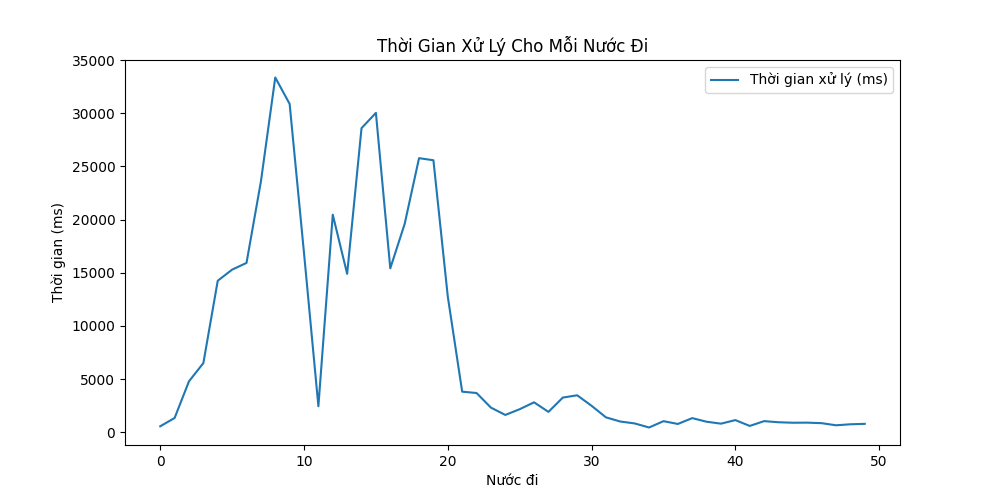 Thời Gian Xử Lý Cho Mỗi Nước Đi
Thời gian xử lý (ms)
Thời gian (ms)
35000
30000
25000
20000
15000
10000
5000
0
0 10 20 30 40 50
Nước đi